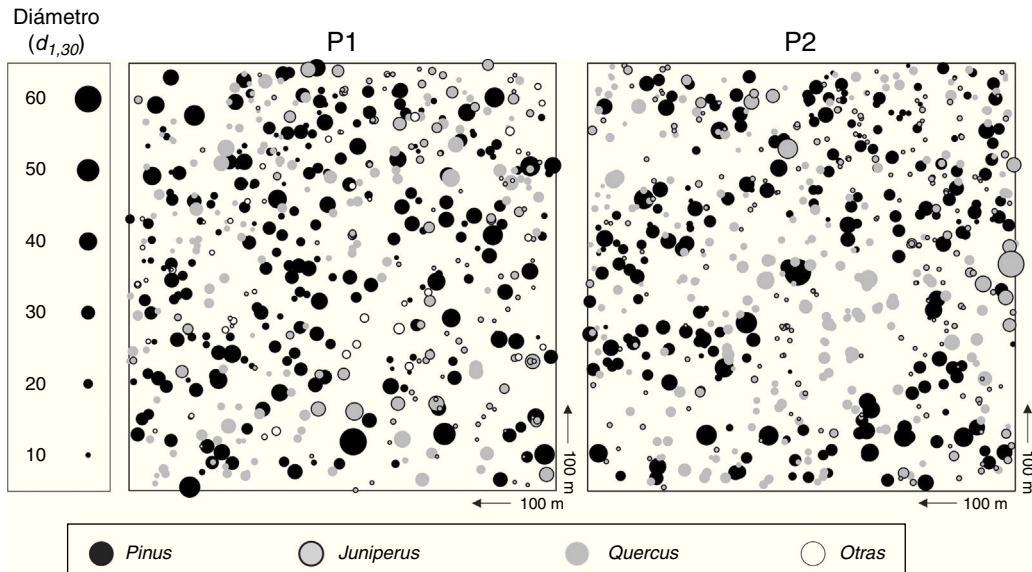 Diámetro
(d1,30)
P1
P2
60
50
40
30
20
10
100 m
100 m
100 m
100 m
Pinus
Juniperus
Quercus
Otras